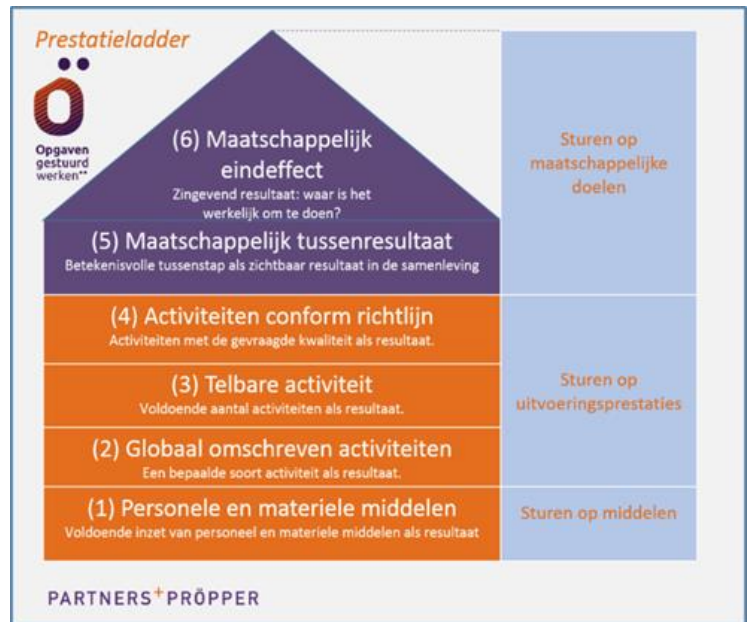 Prestatieladder
Opgaven
gestuurd
werken••
(6) Maatschappelijk
eindeffect
Zingevend resultaat: waar is het
werkelijk om te doen?
Sturen op
maatschappelijke
doelen
(5) Maatschappelijk tussenresultaat
Betekenisvolle tussenstap als zichtbaar resultaat in de samenleving
(4) Activiteiten conform richtlijn
Activiteiten met de gevraagde kwaliteit als resultaat.
(3) Telbare activiteit
Voldoende aantal activiteiten als resultaat.
Sturen op
uitvoeringsprestaties
(2) Globaal omschreven activiteiten
Een bepaalde soort activiteit als resultaat.
(1) Personele en materiele middelen
Voldoende inzet van personeel en materiele middelen als resultaat
Sturen op middelen
PARTNERS+PRÖPPER